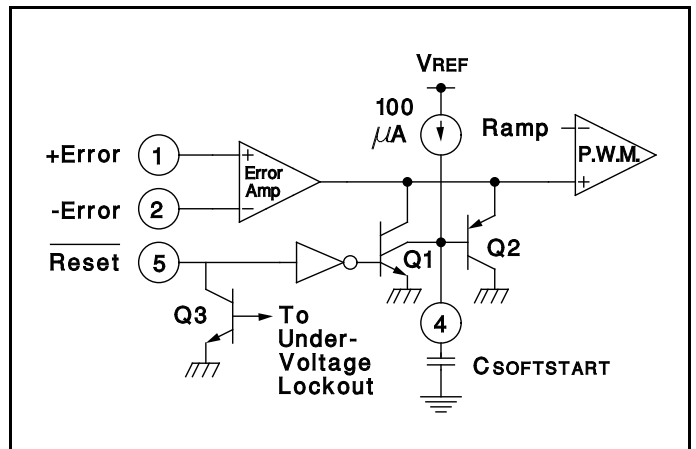 VREF
100
μA
Ramp
−
+
P.W.M.
+Error
1
+
Error
Amp
-Error
2
−
Reset
5
Q1
Q2
Q3
To
Under-
Voltage
Lockout
4
CSOFTSTART